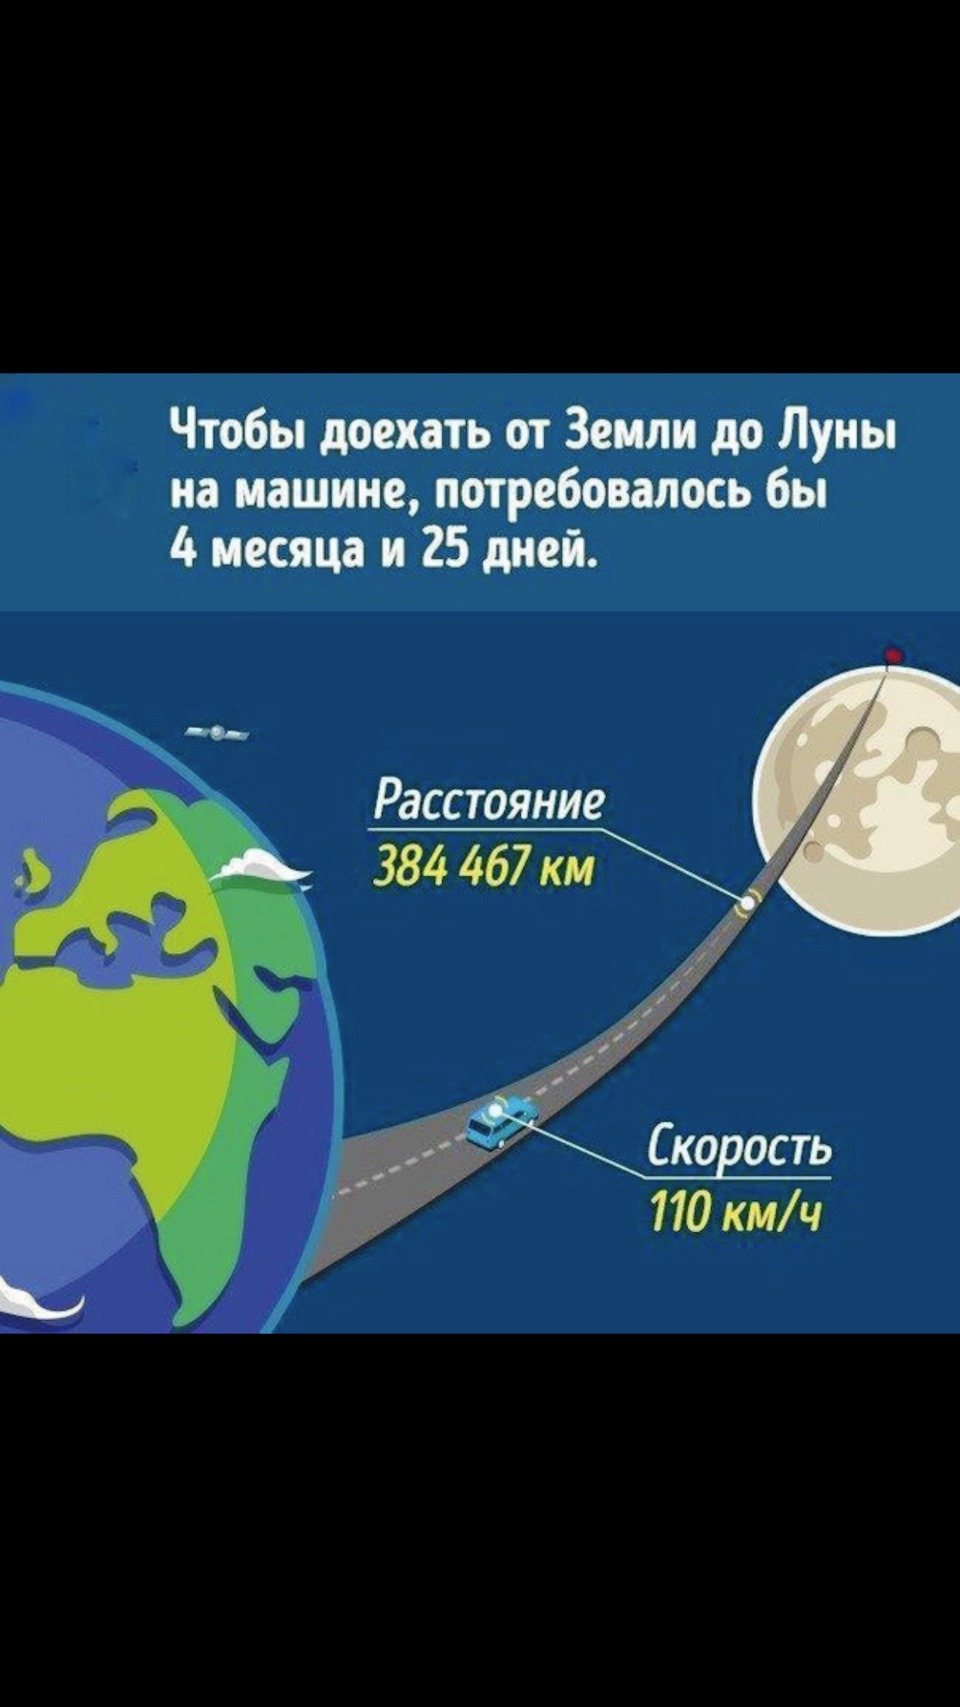 Чтобы доехать от Земли до Луны
на машине, потребовалось бы
4 месяца и 25 дней.
Расстояние
384 467 км
Скорость
110 км/ч